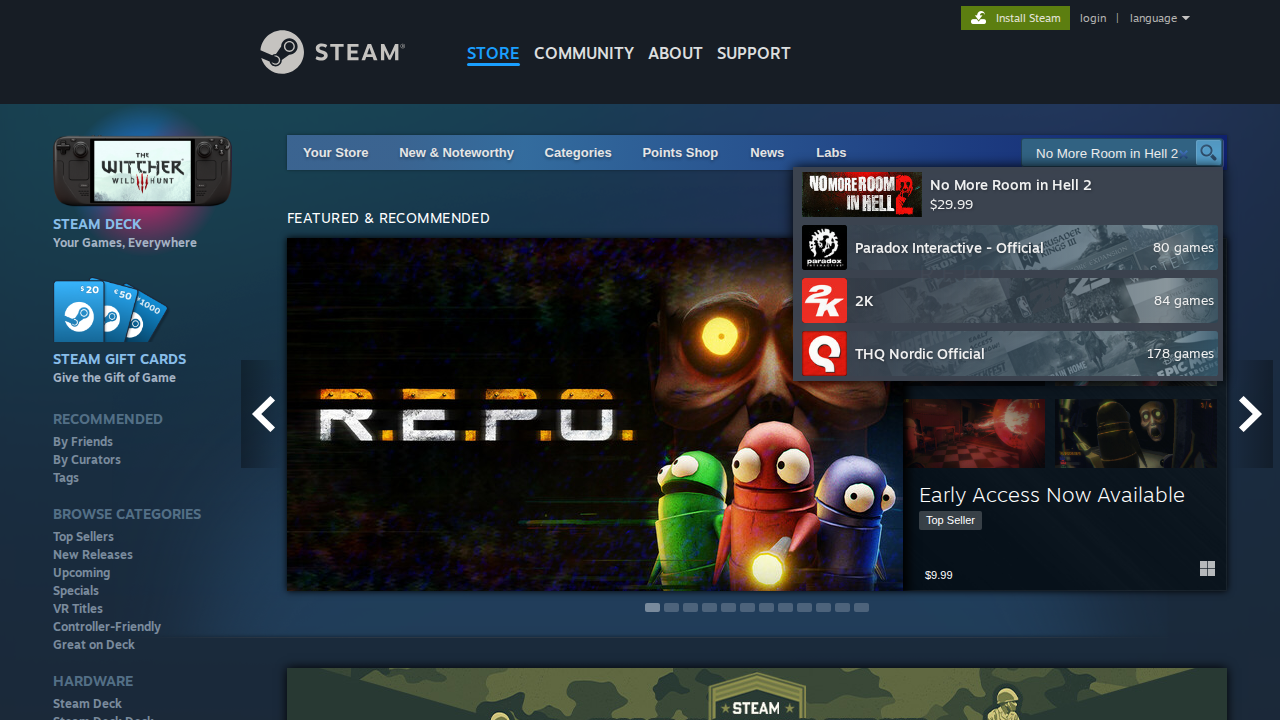 Install Steam
login | language
STEAM®
STORE COMMUNITY ABOUT SUPPORT
THE WITCHER WILD HUNT
STEAM DECK
Your Games, Everywhere
$20 €50 ¥1000
STEAM GIFT CARDS
Give the Gift of Game
RECOMMENDED
By Friends
By Curators
Tags
BROWSE CATEGORIES
Top Sellers
New Releases
Upcoming
Specials
VR Titles
Controller-Friendly
Great on Deck
HARDWARE
Steam Deck
Your Store New & Noteworthy Categories Points Shop News Labs
No More Room in Hell 2
NO MORE ROOM IN HELL 2
No More Room in Hell 2
$29.99
paradox
INTERACTIVE
Paradox Interactive - Official
80 games
2K
2K
84 games
THQ Nordic Official
178 games
FEATURED & RECOMMENDED
R.E.P.O.
Early Access Now Available
Top Seller
$9.99
STEAM